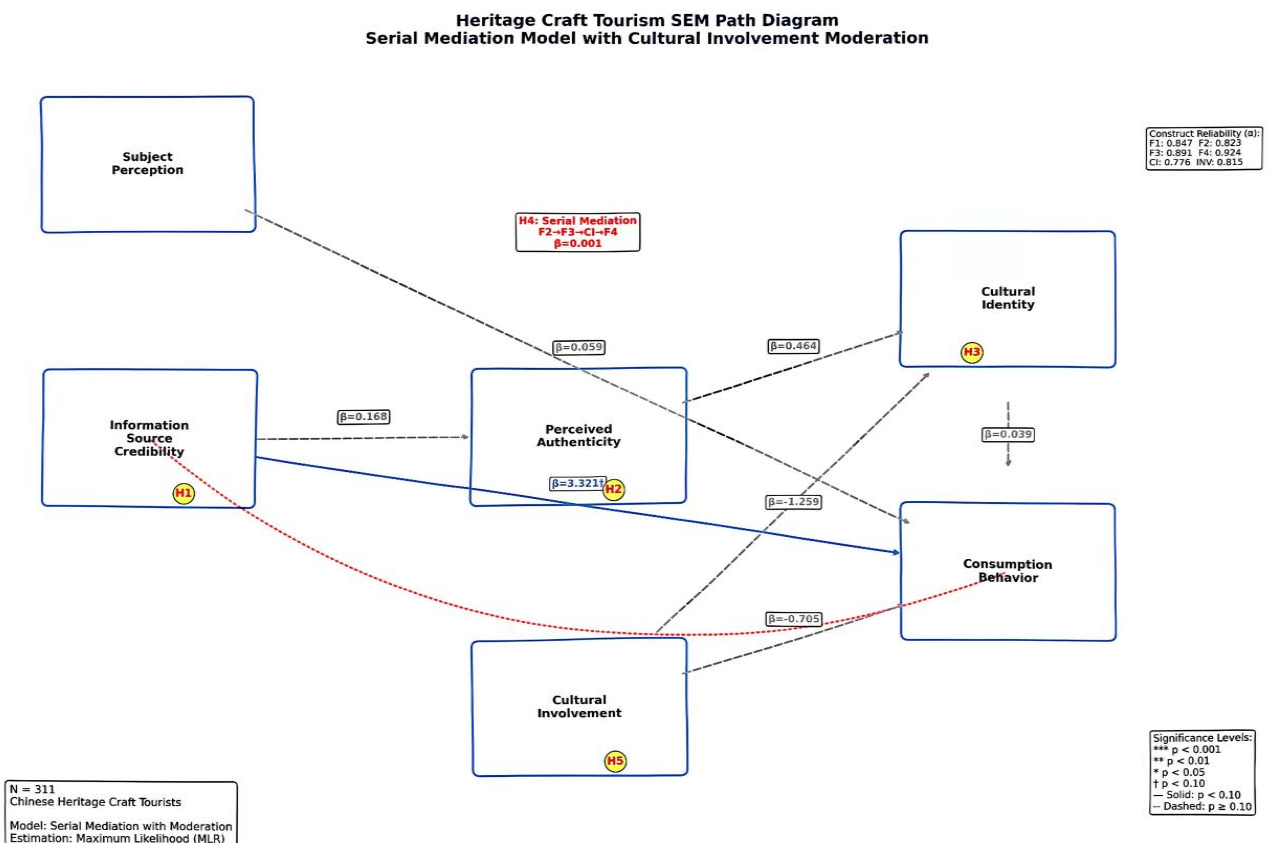 Heritage Craft Tourism SEM Path Diagram
Serial Mediation Model with Cultural Involvement Moderation
Subject
Perception
Construct Reliability (α):
F1: 0.847 F2: 0.823
F3: 0.891 F4: 0.924
CI: 0.776 INV: 0.815
H4: Serial Mediation
F2→F3→CI→F4
β=0.001
Cultural
Identity
H3
β=0.059
β=0.464
Information
Source
Credibility
H1
β=0.168
Perceived
Authenticity
β=3.321†
H2
β=0.039
β=-1.259
Consumption
Behavior
β=-0.705
Cultural
Involvement
H5
Significance Levels:
*** p < 0.001
** p < 0.01
* p < 0.05
† p < 0.10
— Solid: p < 0.10
-- Dashed: p ≥ 0.10
N = 311
Chinese Heritage Craft Tourists
Model: Serial Mediation with Moderation
Estimation: Maximum Likelihood (MLR)